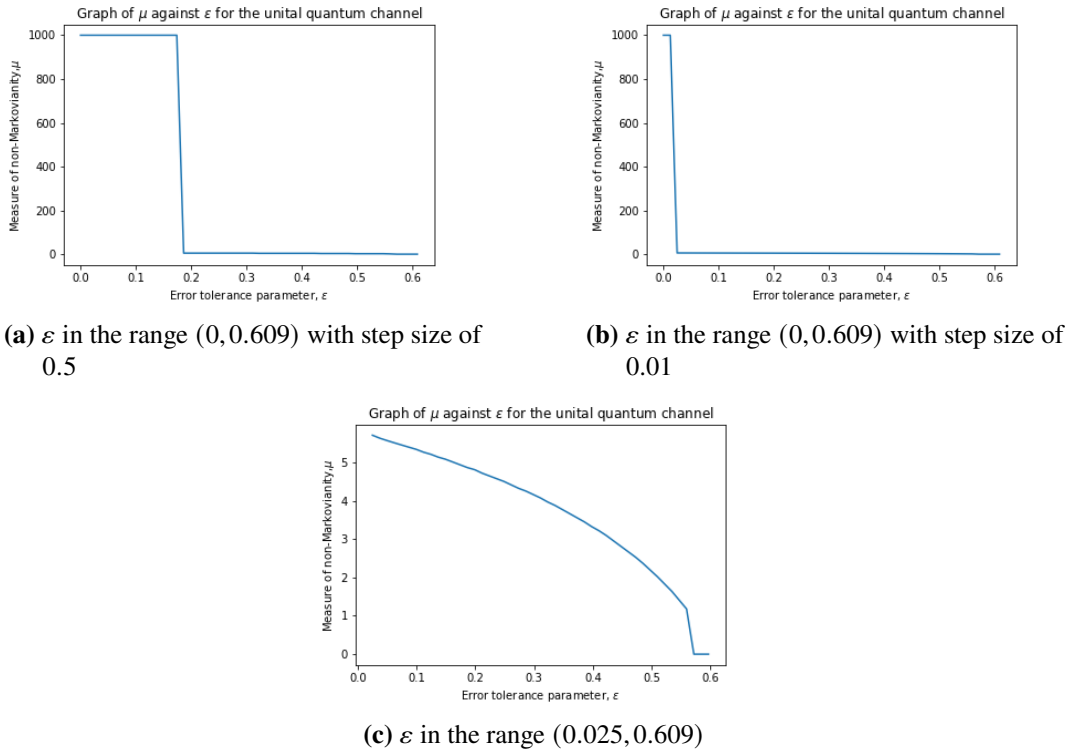 Graph of μ against ε for the unital quantum channel
1000
800
600
400
200
0
Measure of non-Markovianity,μ
0.0 0.1 0.2 0.3 0.4 0.5 0.6
Error tolerance parameter, ε
(a) ε in the range (0,0.609) with step size of
0.5
Graph of μ against ε for the unital quantum channel
1000
800
600
400
200
0
Measure of non-Markovianity,μ
0.0 0.1 0.2 0.3 0.4 0.5 0.6
Error tolerance parameter, ε
(b) ε in the range (0,0.609) with step size of
0.01
Graph of μ against ε for the unital quantum channel
5
4
3
2
1
0
Measure of non-Markovianity,μ
0.0 0.1 0.2 0.3 0.4 0.5 0.6
Error tolerance parameter, ε
(c) ε in the range (0.025,0.609)